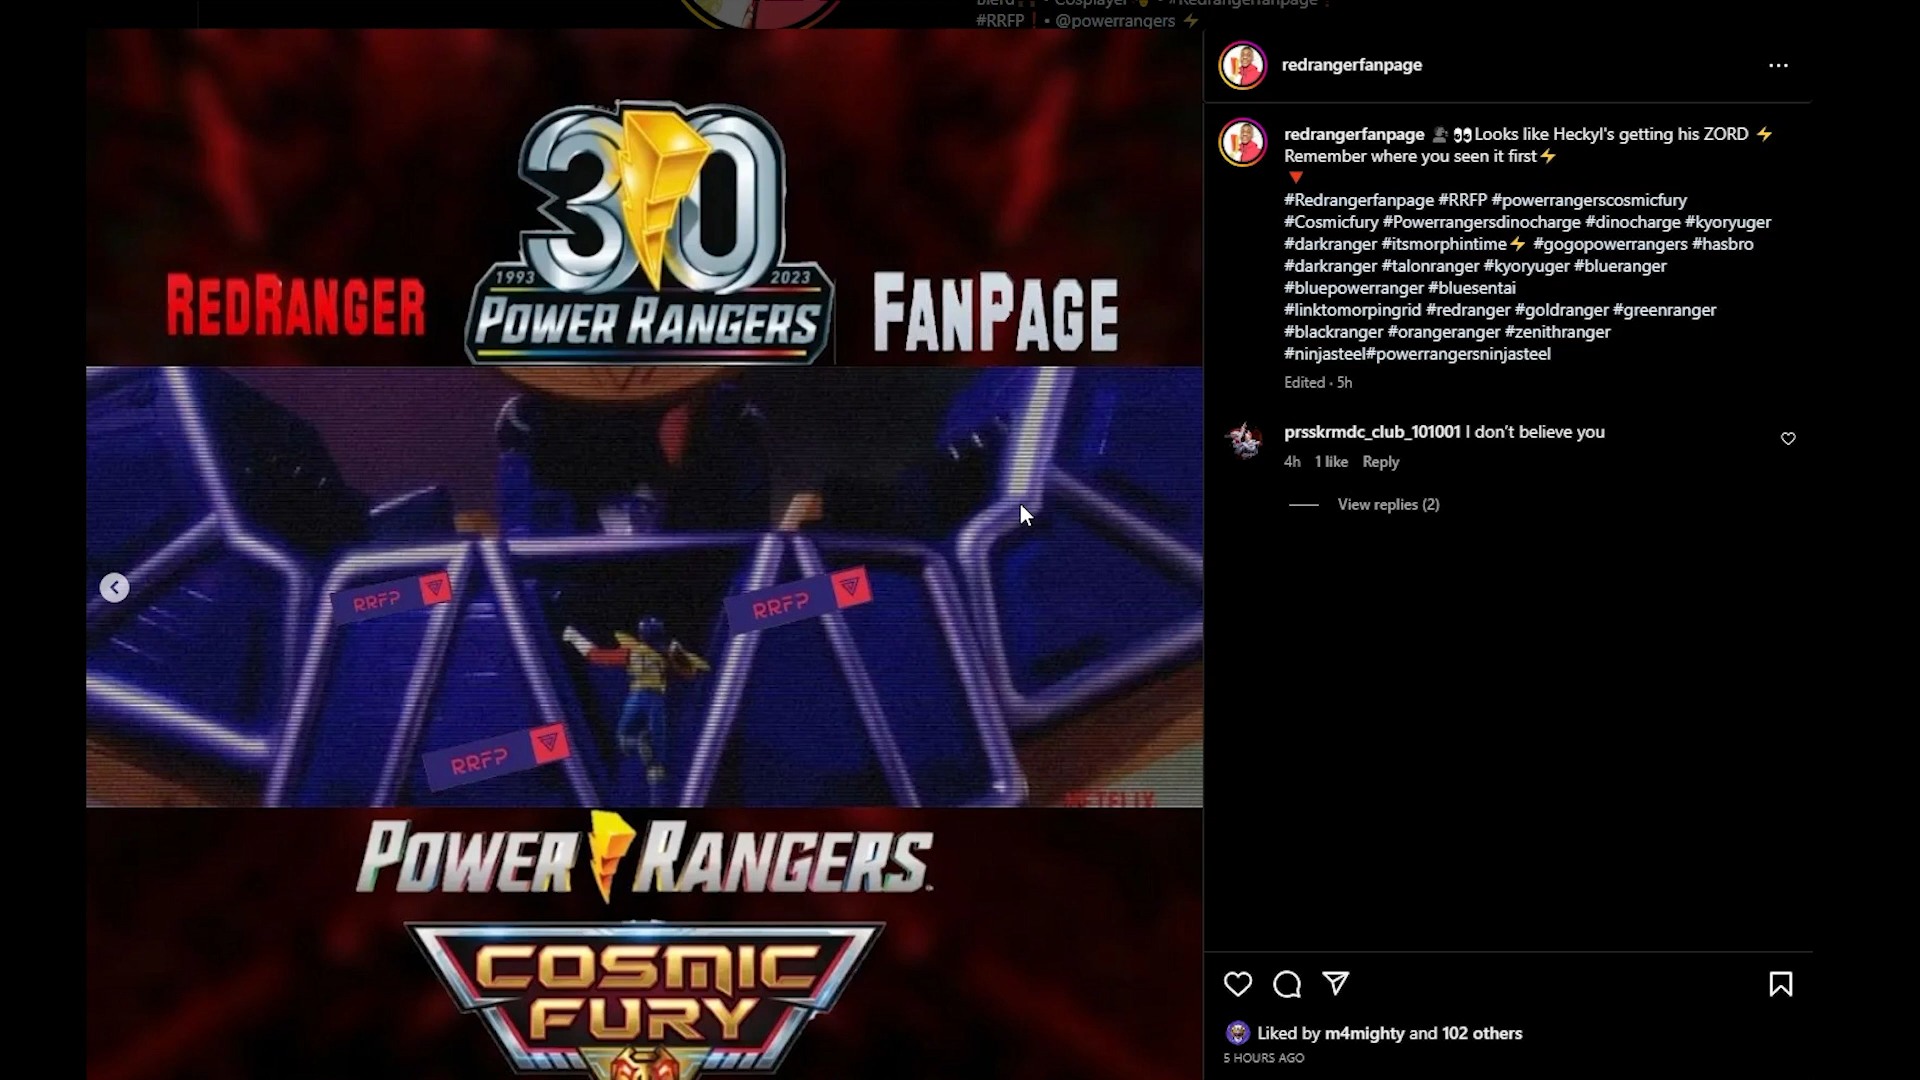 #RRFP ! • @powerrangers ⚡
30
1993
2023
POWER RANGERS
REDRANGER
FANPAGE
RRFP
RRFP
RRFP
NETFLIX
POWER RANGERS
COSMIC
FURY
redrangerfanpage
redrangerfanpage 🗣👀Looks like Heckyl's getting his ZORD ⚡
Remember where you seen it first⚡
🔻
#Redrangerfanpage #RRFP #powerrangerscosmicfury
#Cosmicfury #Powerrangersdinocharge #dinocharge #kyoryuger
#darkranger #itsmorphintime⚡ #gogopowerrangers #hasbro
#darkranger #talonranger #kyoryuger #blueranger
#bluepowerranger #bluesentai
#linktomorpingrid #redranger #goldranger #greenranger
#blackranger #orangeranger #zenithranger
#ninjasteel#powerrangersninjasteel
Edited • 5h
prsskrmdc_club_101001 I don't believe you
4h 1 like Reply
View replies (2)
Liked by m4mighty and 102 others
5 HOURS AGO